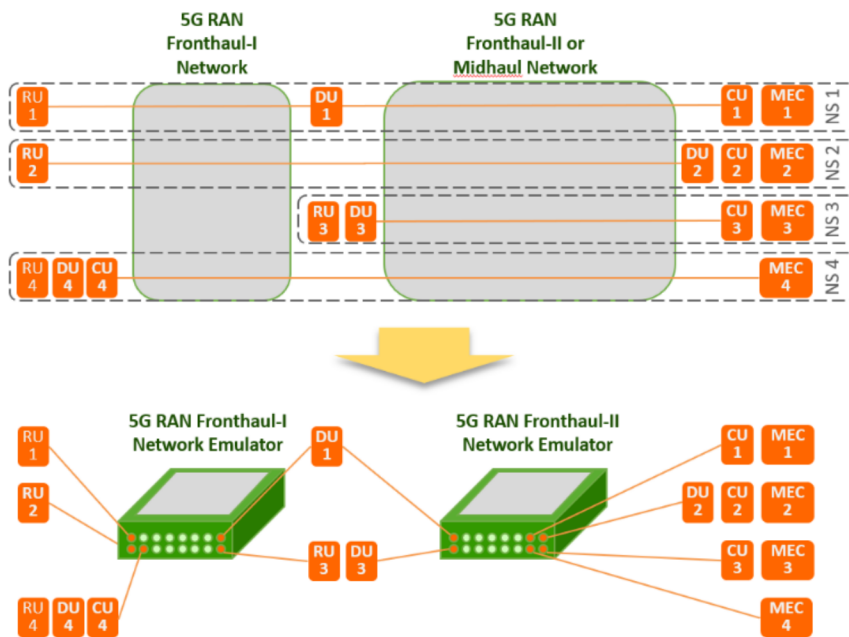 5G RAN
Fronthaul-I
Network
5G RAN
Fronthaul-II or
Midhaul Network
RU
1
DU
1
CU
1
MEC
1
NS 1
RU
2
DU
2
CU
2
MEC
2
NS 2
RU
3
DU
3
CU
3
MEC
3
NS 3
RU
4
DU
4
CU
4
MEC
4
NS 4
5G RAN Fronthaul-I
Network Emulator
5G RAN Fronthaul-II
Network Emulator
RU
1
DU
1
CU
1
MEC
1
RU
2
DU
2
CU
2
MEC
2
RU
3
DU
3
CU
3
MEC
3
RU
4
DU
4
CU
4
MEC
4